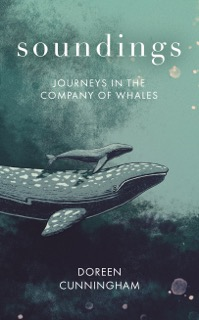 soundings
JOURNEYS IN THE
COMPANY OF WHALES
DOREEN
CUNNINGHAM